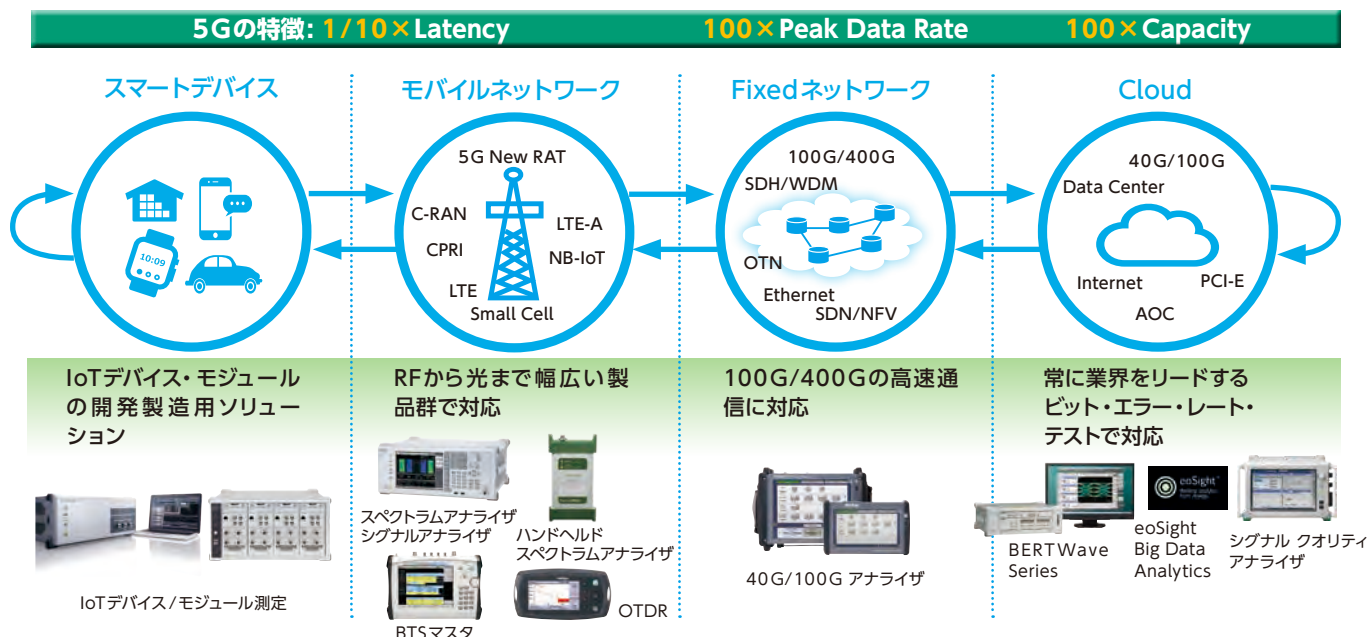 5Gの特徴: 1/10×Latency 100×Peak Data Rate 100×Capacity
スマートデバイス
10:09
モバイルネットワーク
5G New RAT
C-RAN
LTE-A
CPRI
NB-IoT
LTE
Small Cell
Fixedネットワーク
100G/400G
SDH/WDM
OTN
Ethernet
SDN/NFV
Cloud
40G/100G
Data Center
Internet
PCI-E
AOC
IoTデバイス・モジュール
の開発製造用ソリュー
ション
IoTデバイス/モジュール測定
RFから光まで幅広い製
品群で対応
スペクトラムアナライザ
シグナルアナライザ
ハンドヘルド
スペクトラムアナライザ
BTSマスタ
OTDR
100G/400Gの高速通
信に対応
40G/100G アナライザ
常に業界をリードする
ビット・エラー・レート・
テストで対応
BERTWave
Series
eoSight
eoSight
Big Data
Analytics
シグナル クオリティ
アナライザ